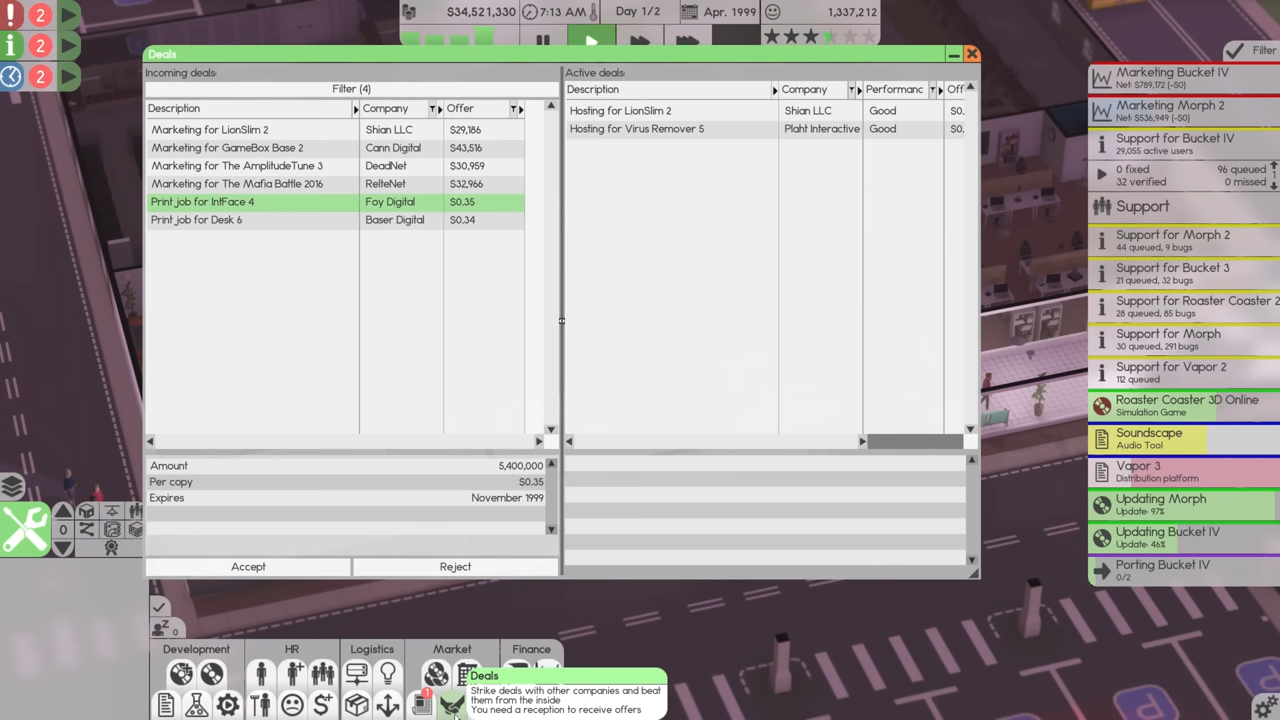 $34,521,330
7:13 AM
Day 1/2
Apr. 1999
1,337,212
2
2
2
Filter
Deals
Incoming deals:
Filter (4)
Description
Company
Offer
Marketing for LionSlim 2
Shian LLC
$29,186
Marketing for GameBox Base 2
Cann Digital
$43,515
Marketing for The AmplitudeTune 3
DeadNet
$30,959
Marketing for The Mafia Battle 2016
RelteNet
$32,966
Print job for IntFace 4
Foy Digital
$0.35
Print job for Desk 6
Baser Digital
$0.34
Amount
5,400,000
Per copy
$0.35
Expires
November 1999
Accept
Reject
Active deals:
Description
Company
Performanc
Off
Hosting for LionSlim 2
Shian LLC
Good
$0.
Hosting for Virus Remover 5
Plaht Interactive
Good
$0.
Marketing Bucket IV
Net: $789,172 (-$0)
Marketing Morph 2
Net: $536,949 (-$0)
Support for Bucket IV
29,055 active users
0 fixed
96 queued
32 verified
0 missed
Support
Support for Morph 2
44 queued, 9 bugs
Support for Bucket 3
21 queued, 32 bugs
Support for Roaster Coaster 2
28 queued, 85 bugs
Support for Morph
30 queued, 291 bugs
Support for Vapor 2
112 queued
Roaster Coaster 3D Online
Simulation Game
Soundscape
Audio Tool
Vapor 3
Distribution platform
Updating Morph
Update: 97%
Updating Bucket IV
Update: 46%
Porting Bucket IV
0/2
0
Z 0
Development
HR
Logistics
Market
Finance
1
Deals
Strike deals with other companies and beat
them from the inside
You need a reception to receive offers